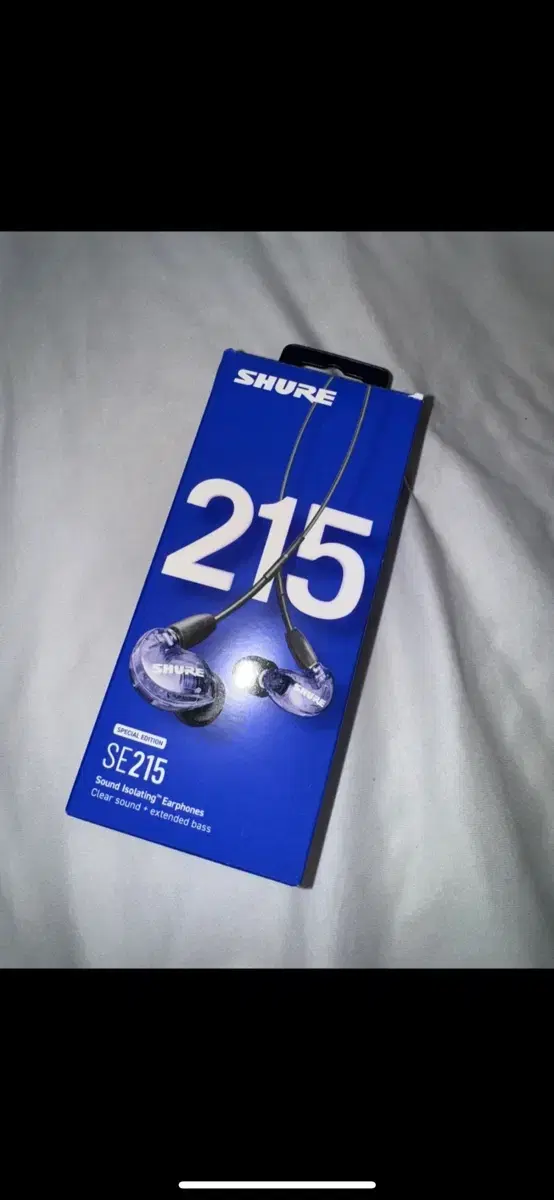 SHURE
215
SHURE
SHURE
SPECIAL EDITION
SE215
Sound Isolating™ Earphones
Clear sound + extended bass